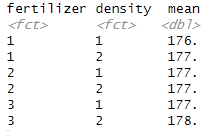 fertilizer density mean
<fct> <fct> <dbl>
1 1 176.
1 2 177.
2 1 177.
2 2 177.
3 1 177.
3 2 178.